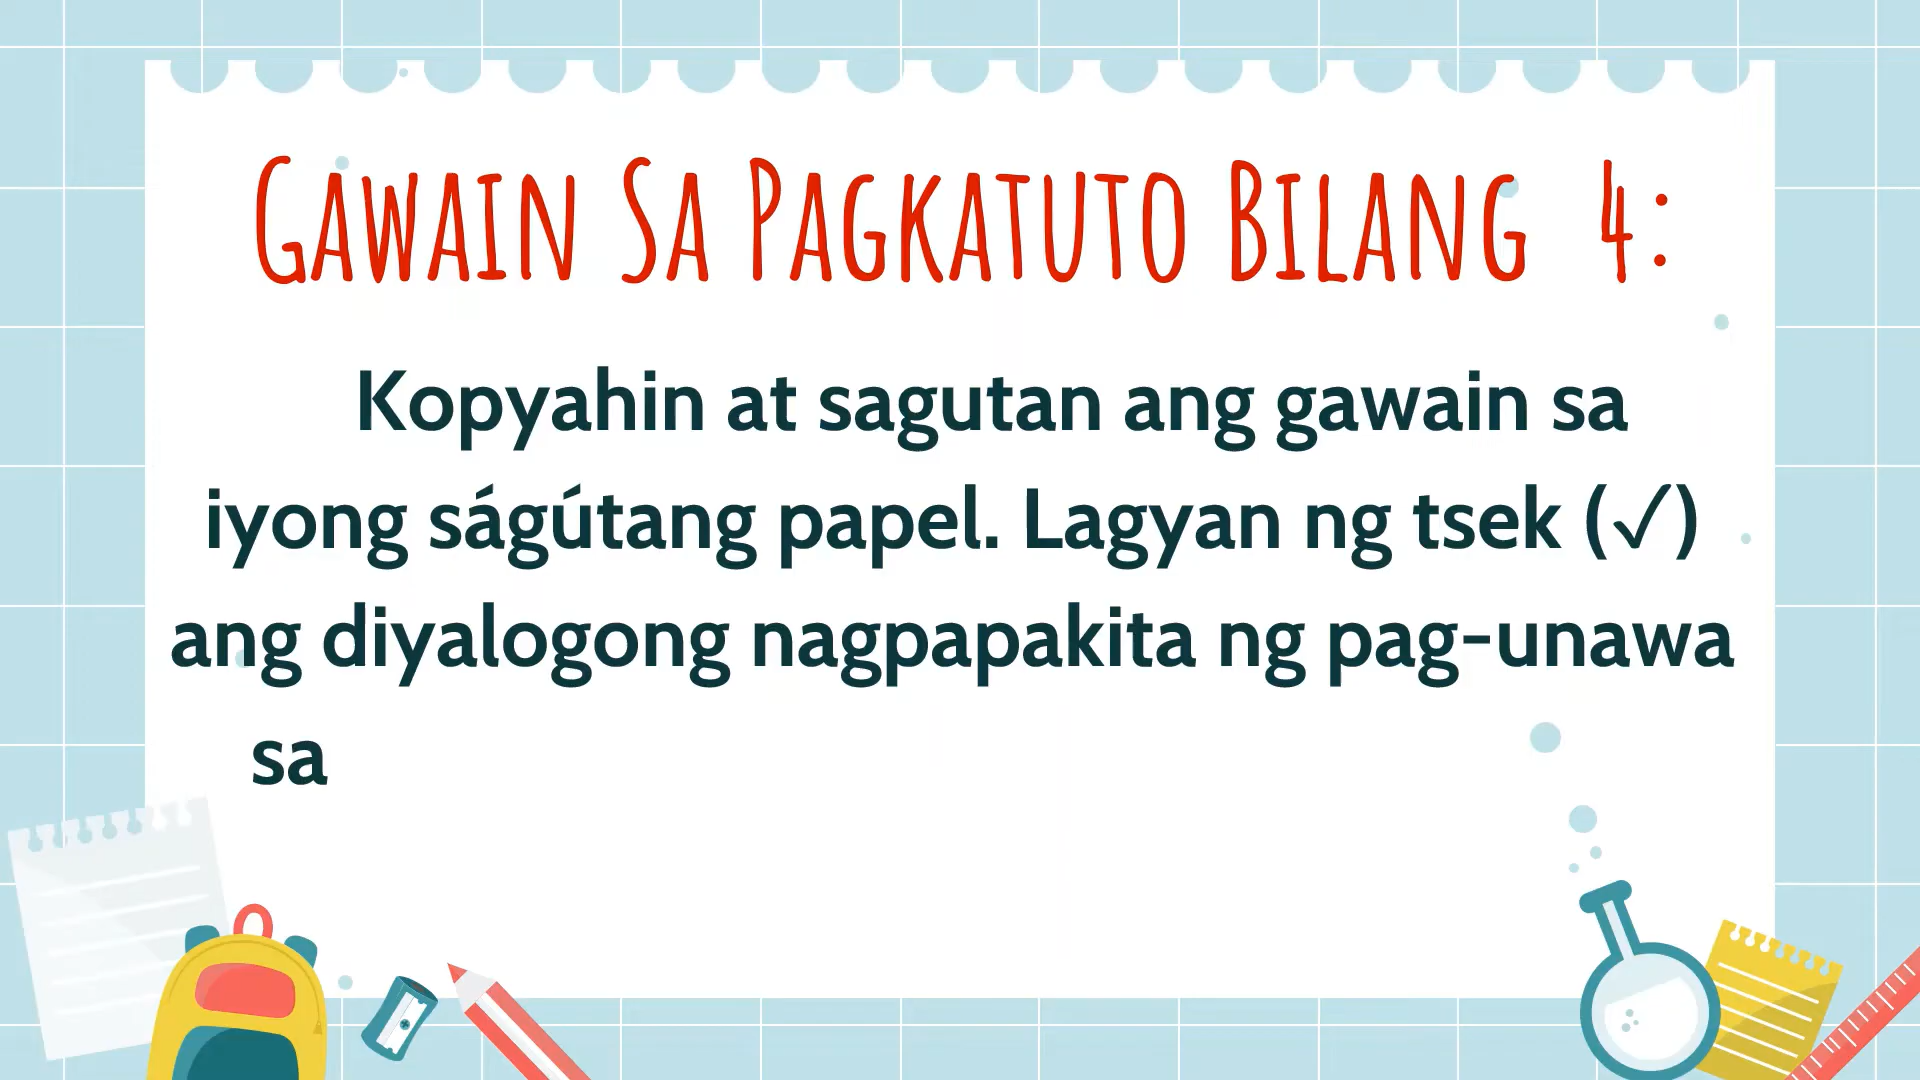 Gawain Sa Pagkatuto Bilang 4:
Kopyahin at sagutan ang gawain sa
iyong ságútang papel. Lagyan ng tsek (✓)
ang diyalogong nagpapakita ng pag-unawa
sa